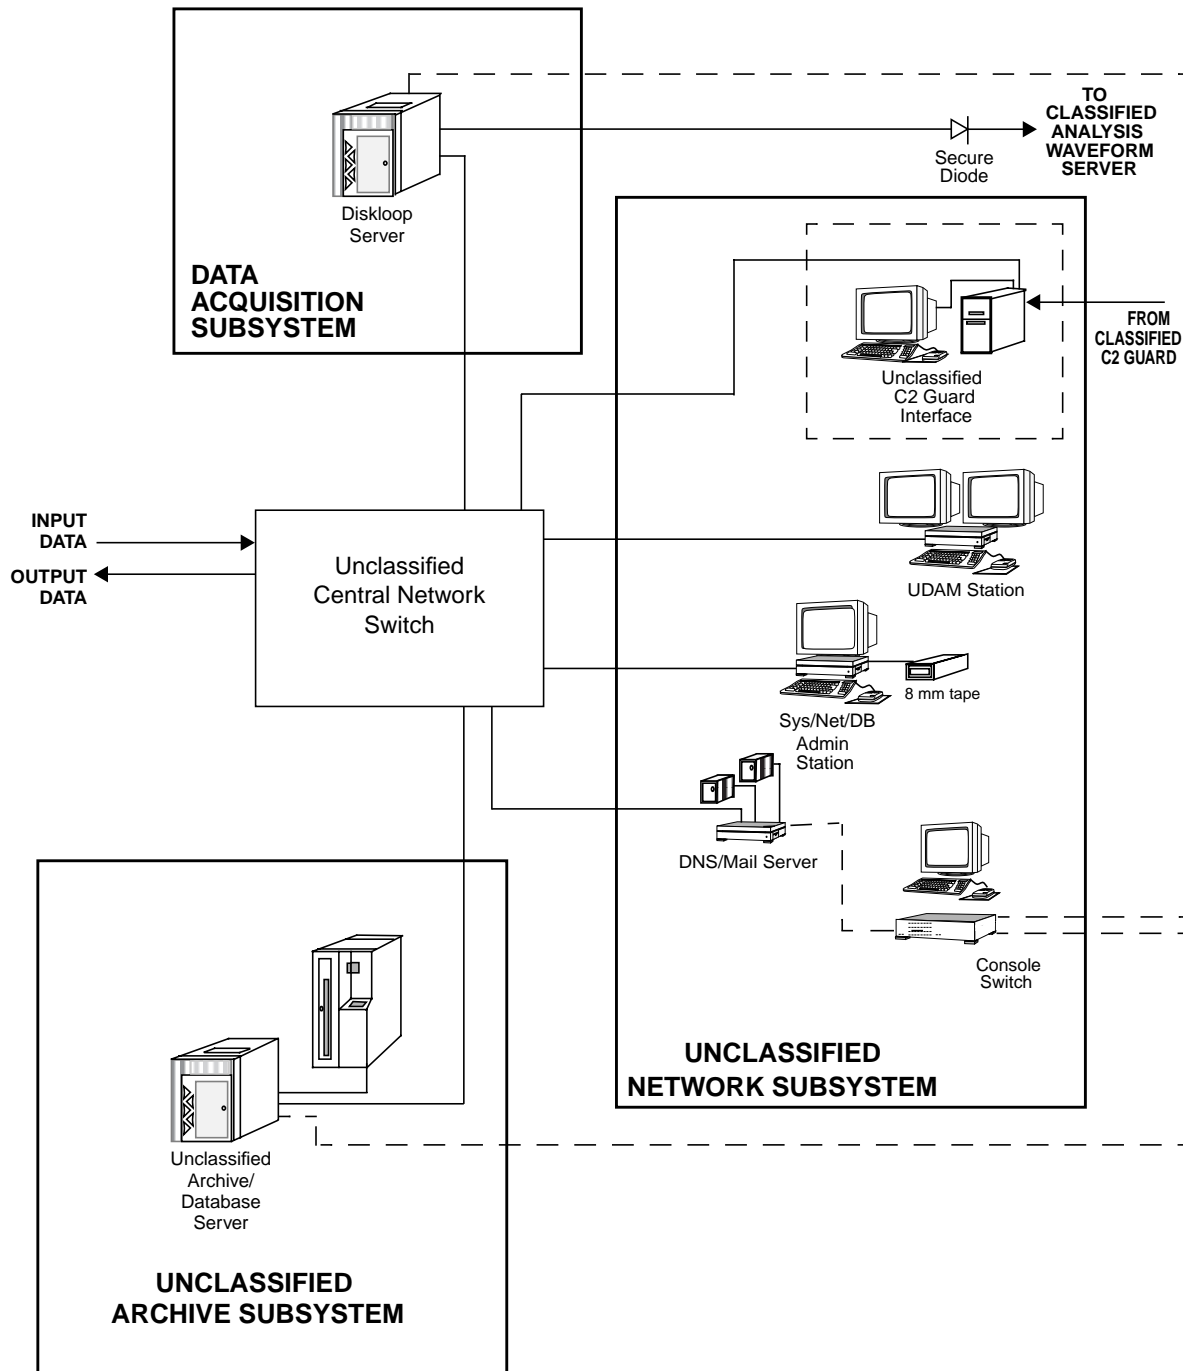 TO
CLASSIFIED
ANALYSIS
WAVEFORM
SERVER
Secure
Diode
Diskloop
Server
DATA
ACQUISITION
SUBSYSTEM
FROM
CLASSIFIED
C2 GUARD
Unclassified
C2 Guard
Interface
INPUT
DATA
OUTPUT
DATA
Unclassified
Central Network
Switch
UDAM Station
8 mm tape
Sys/Net/DB
Admin
Station
DNS/Mail Server
Console
Switch
UNCLASSIFIED
NETWORK SUBSYSTEM
Unclassified
Archive/
Database
Server
UNCLASSIFIED
ARCHIVE SUBSYSTEM